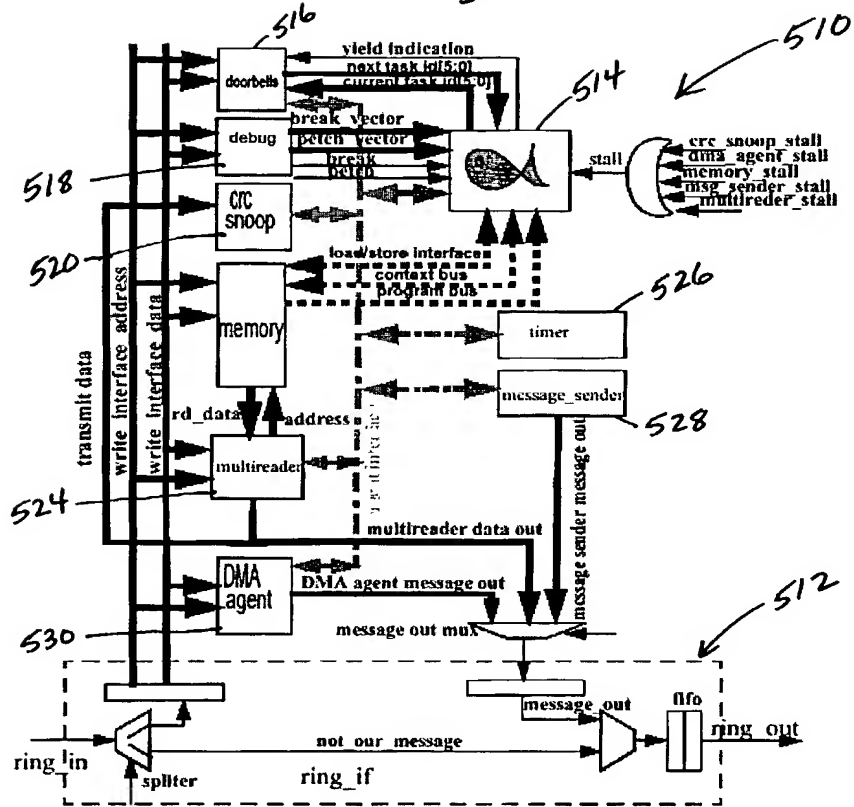 516
510
yield indication
next task id[5:0]
current task id[5:0]
doorbells
514
break_vector
petch_vector
break
petch
debug
518
stall
crc_snoop_stall
dma_agent_stall
memory_stall
msg_sender_stall
multireder_stall
crc
snoop
520
load/store interface
context bus
program bus
526
memory
timer
transmit data
write interface address
write interface data
message_sender
528
rd_data
address
multireader
524
message sender message out
multireader data out
DMA
agent
DMA agent message out
530
message out mux
512
message_out
fifo
ring_out
not_our_message
ring_in
spliter
ring_if